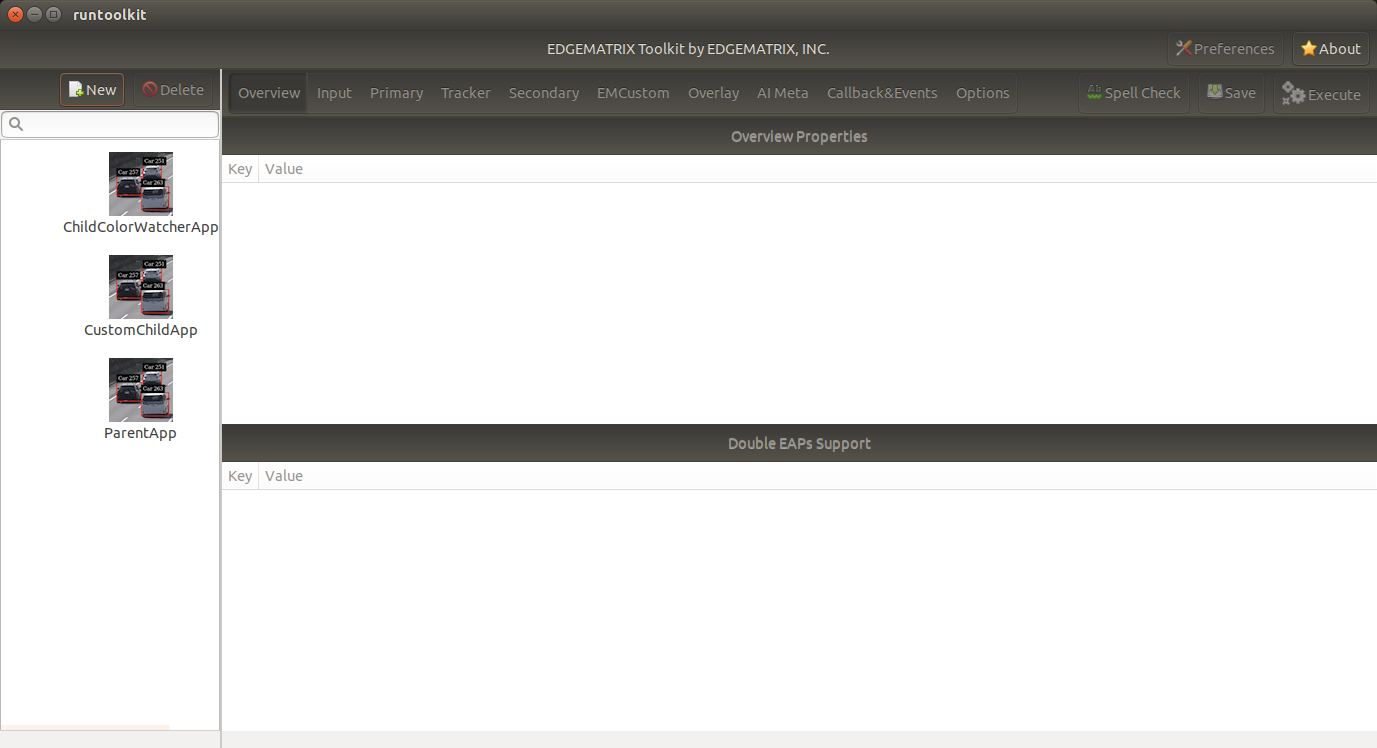 runtoolkit
EDGEMATRIX Toolkit by EDGEMATRIX, INC.
Preferences
About
New
Delete
Overview Input Primary Tracker Secondary EMCustom Overlay AI Meta Callback&Events Options
Spell Check
Save
Execute
Overview Properties
Key Value
Car 251
Car 257
Car 263
ChildColorWatcherApp
Car 251
Car 257
Car 263
CustomChildApp
Car 251
Car 257
Car 263
ParentApp
Double EAPs Support
Key Value